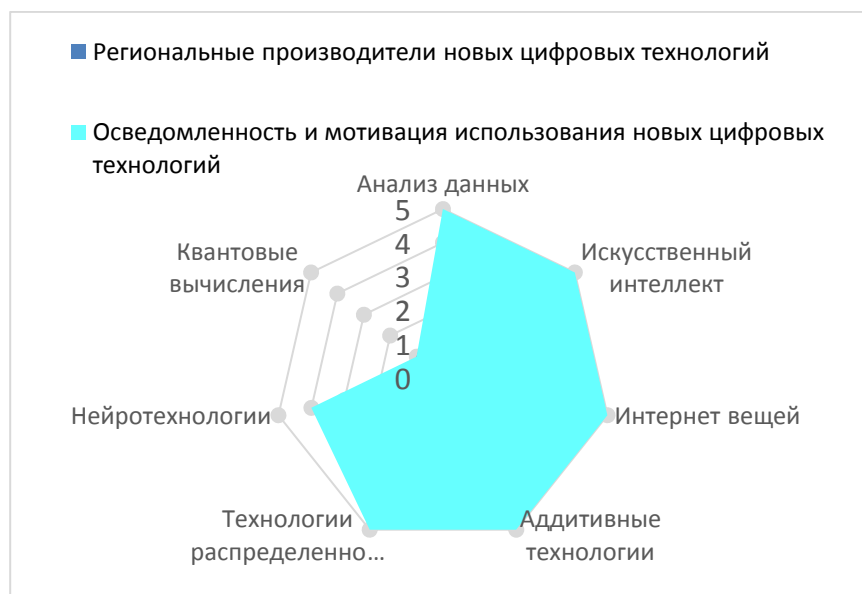 Региональные производители новых цифровых технологий
Осведомленность и мотивация использования новых цифровых
технологий
Анализ данных
5
4
3
2
1
0
Искусственный
интеллект
Интернет вещей
Аддитивные
технологии
Технологии
распределенно...
Нейротехнологии
Квантовые
вычисления